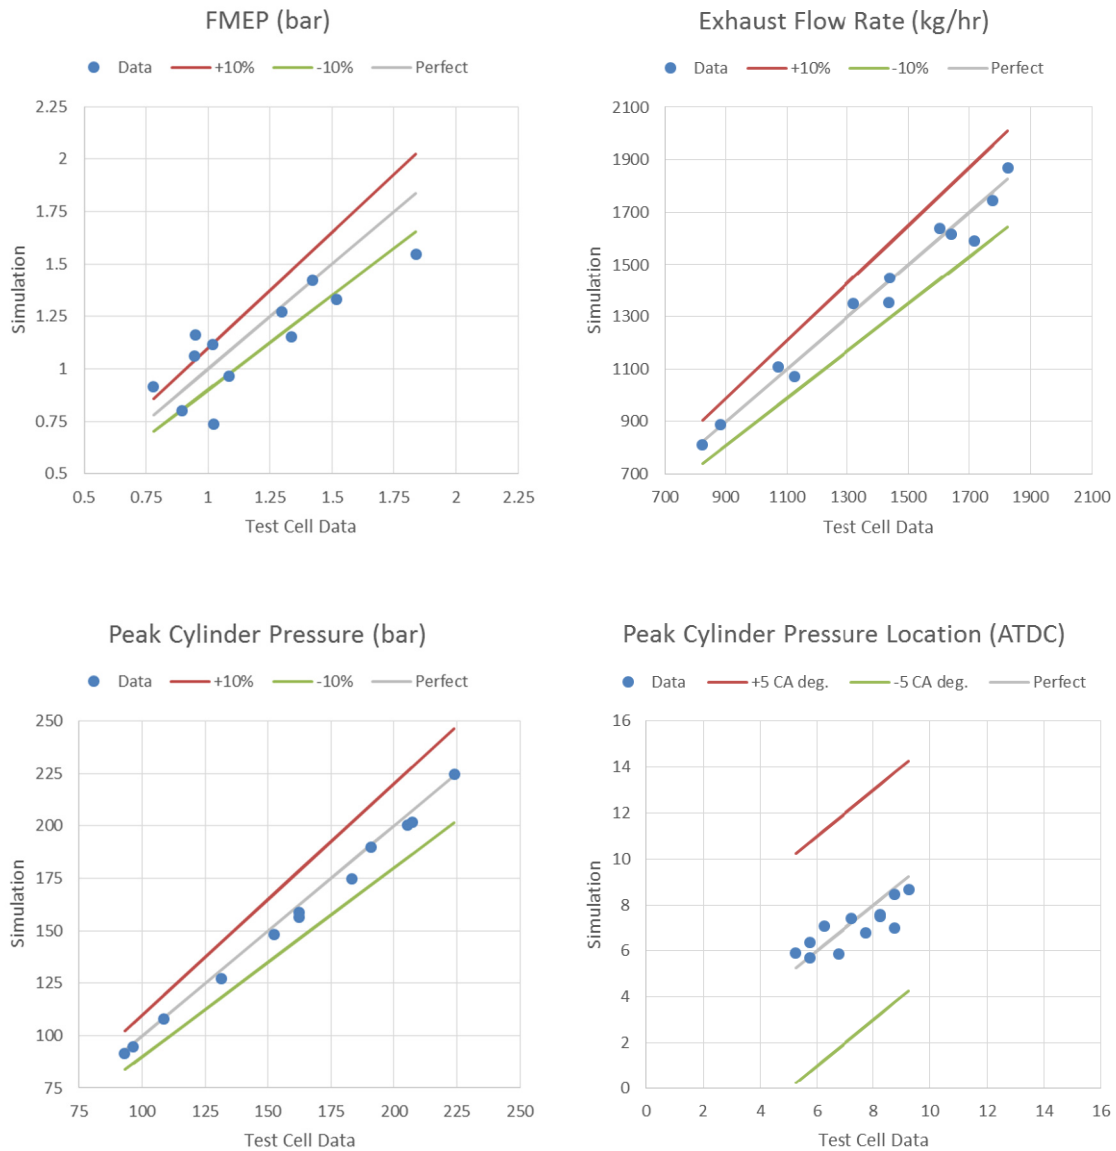 FMEP (bar)
Data +10% -10% Perfect
2.25
2
1.75
1.5
1.25
1
0.75
0.5
Simulation
0.5 0.75 1 1.25 1.5 1.75 2 2.25
Test Cell Data
Exhaust Flow Rate (kg/hr)
Data +10% -10% Perfect
2100
1900
1700
1500
1300
1100
900
700
Simulation
700 900 1100 1300 1500 1700 1900 2100
Test Cell Data
Peak Cylinder Pressure (bar)
Data +10% -10% Perfect
250
225
200
175
150
125
100
75
Simulation
75 100 125 150 175 200 225 250
Test Cell Data
Peak Cylinder Pressure Location (ATDC)
Data +5 CA deg. -5 CA deg. Perfect
16
14
12
10
8
6
4
2
0
Simulation
0 2 4 6 8 10 12 14 16
Test Cell Data